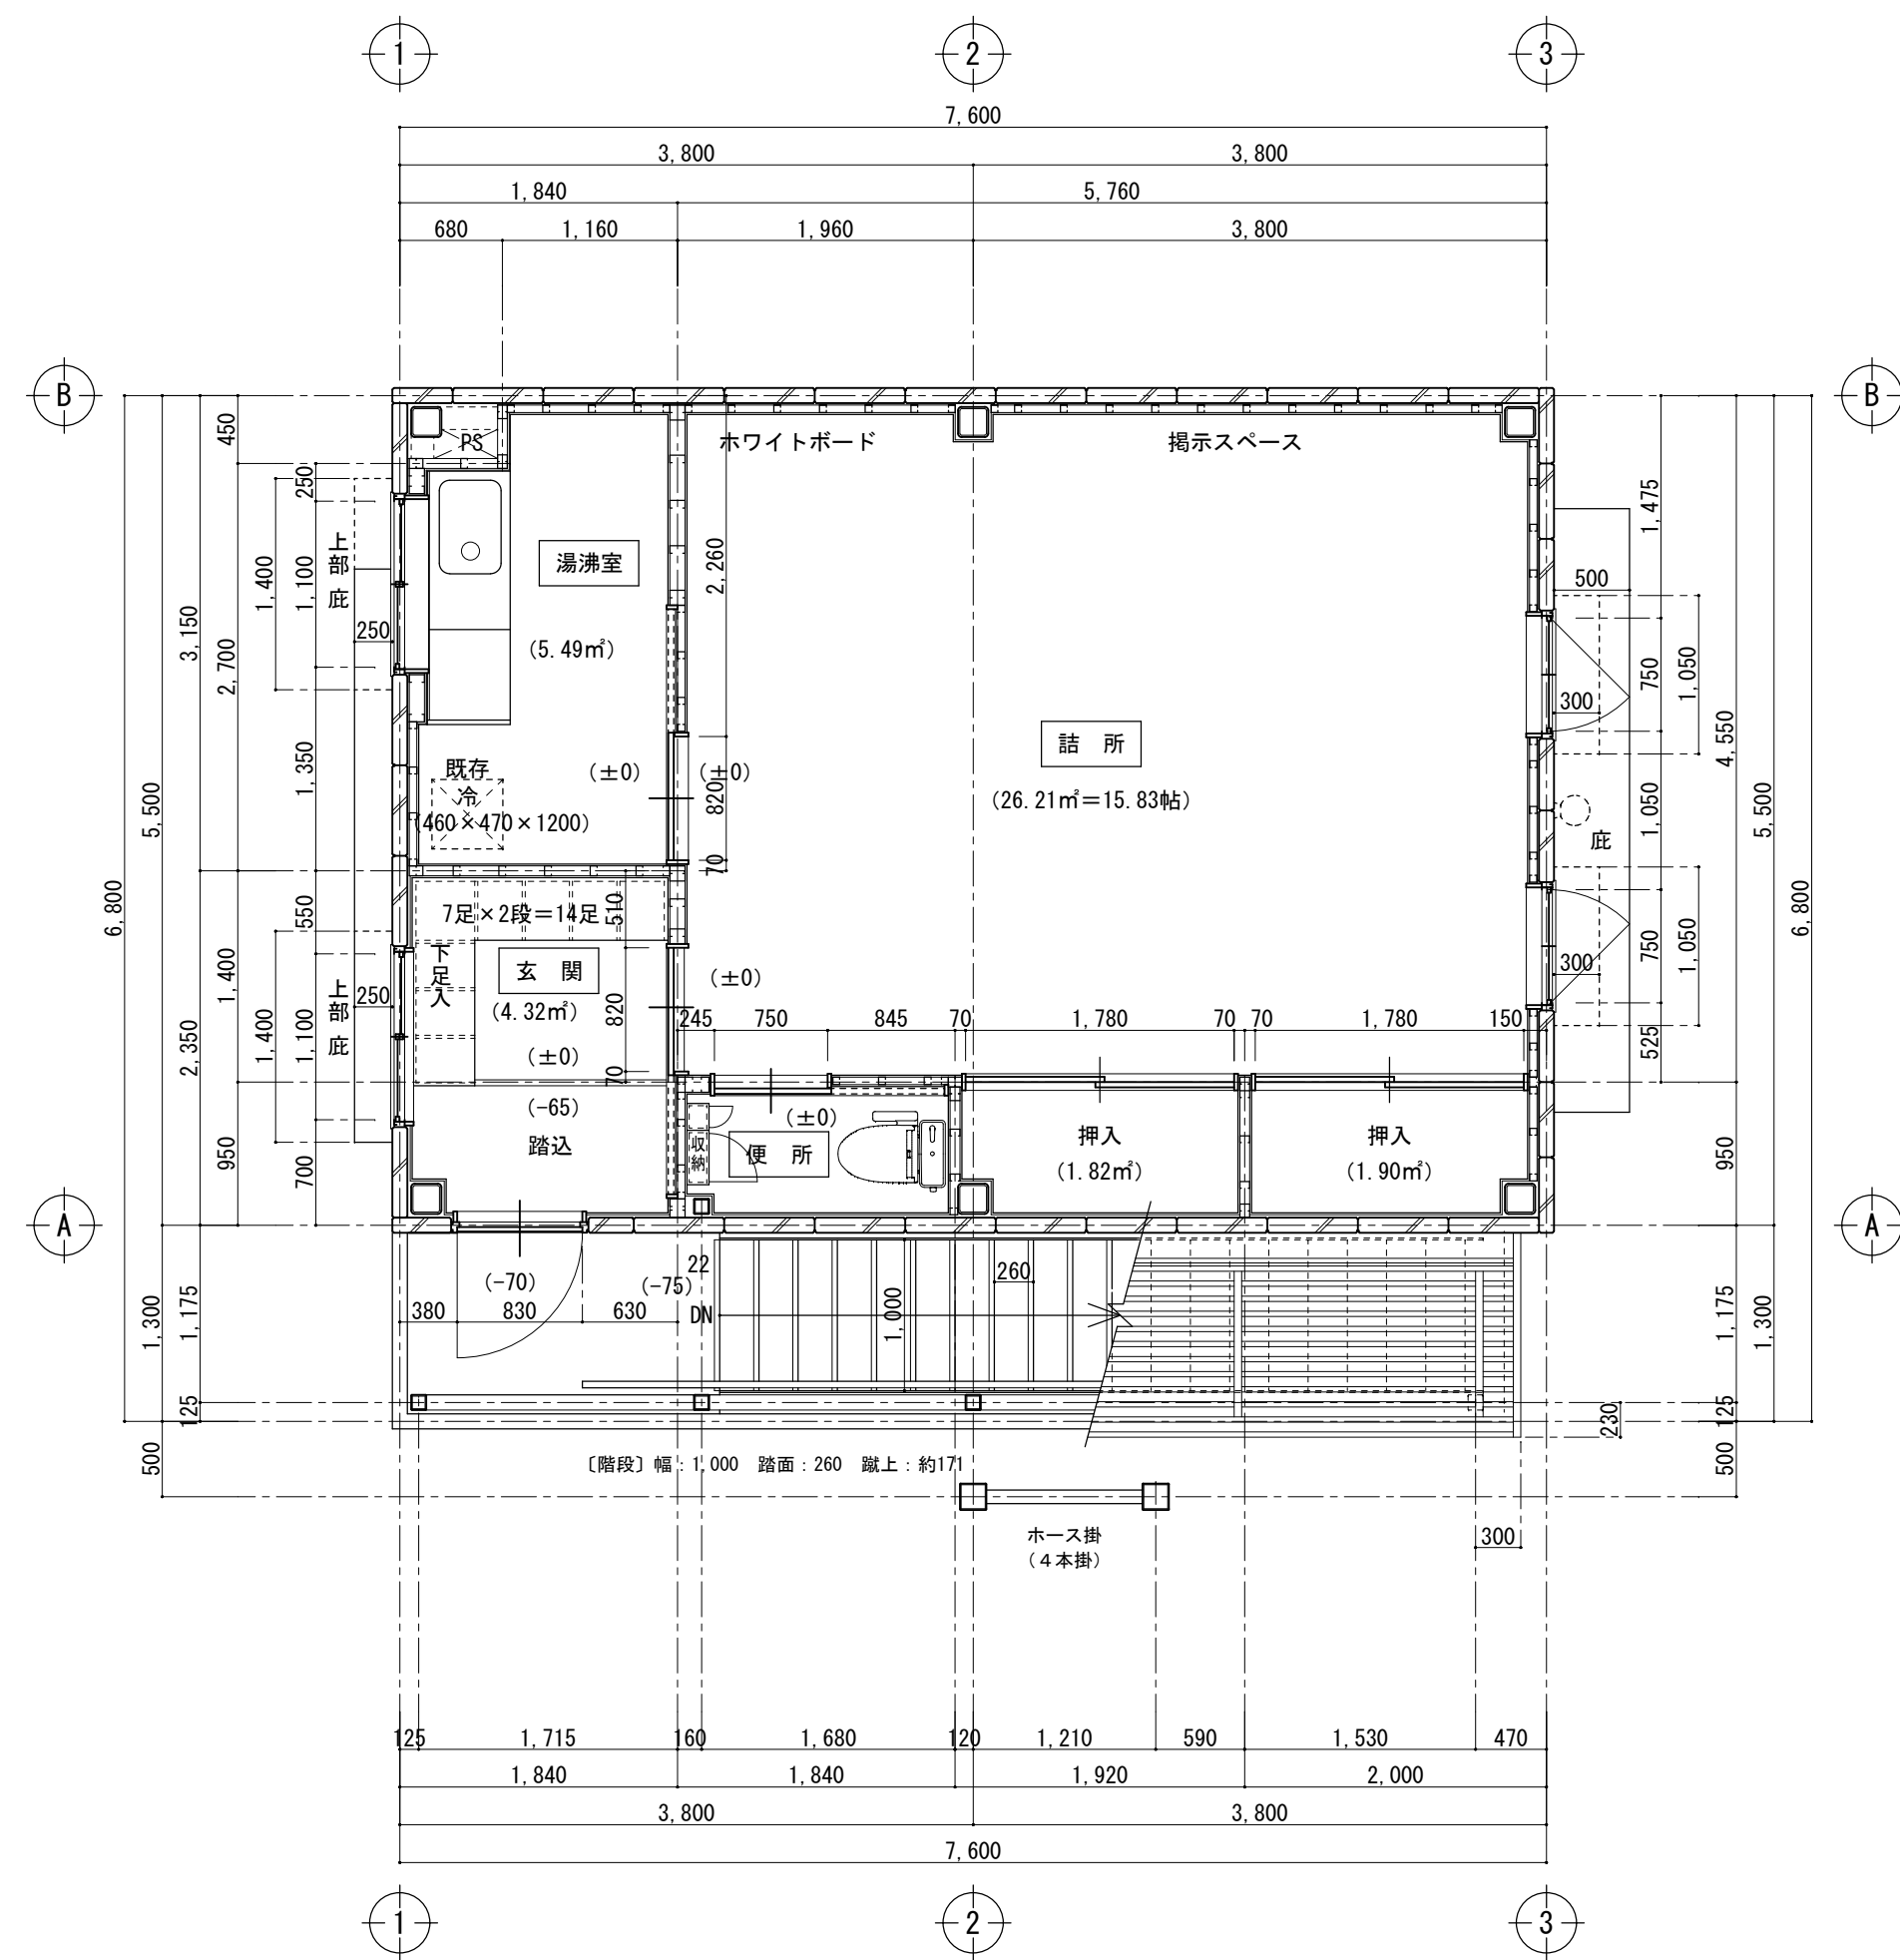 1 2 3
7,600
3,800 3,800
1,840 5,760
680 1,160 1,960 3,800
B B
450
250
1,100
1,400
3,150
2,700
1,350
5,500
6,800
550
1,400
1,100
1,400
2,350
950
700
上部庇
250
上部庇
250
PS
ホワイトボード
掲示スペース
湯沸室
(5.49㎡)
2,260
詰 所
(26.21㎡=15.83帖)
既存
冷
(460×470×1200)
(±0) (±0)
820
70
7足×2段=14足
510
下足入
玄 関
(4.32㎡)
(±0)
820
70
(±0)
245 750 845 70 1,780 70 70 1,780 150
(-65)
踏込
(±0)
収納
便 所
押入
(1.82㎡)
押入
(1.90㎡)
1,475
500
750
1,050
300
1,050
庇
750
1,050
300
525
4,550
5,500
6,800
950
A A
(-70)
22
(-75)
260
380 830 630
DN
1,000
1,300
1,175
125
500
1,175
1,300
125
230
500
〔階段〕幅:1,000 踏面:260 蹴上:約171
ホース掛
(4本掛)
300
125 1,715 160 1,680 120 1,210 590 1,530 470
1,840 1,840 1,920 2,000
3,800 3,800
7,600
1 2 3